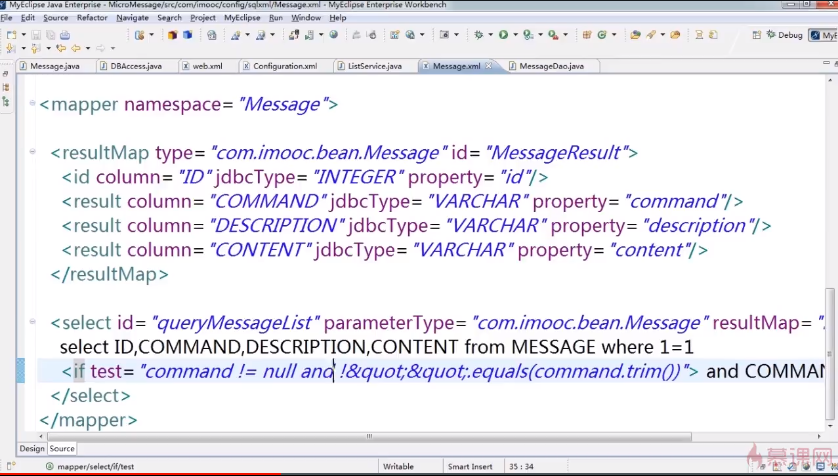 MyEclipse Java Enterprise - MicroMessage/src/com/imooc/config/sqlxml/Message.xml - MyEclipse Enterprise Workbench
File Edit Source Refactor Navigate Search Project MyEclipse Run Window Help
Debug MyE
Message.java DBAccess.java web.xml Configuration.xml ListService.java Message.xml MessageDao.java
<mapper namespace="Message">
<resultMap type="com.imooc.bean.Message" id="MessageResult">
<id column="ID" jdbcType="INTEGER" property="id"/>
<result column="COMMAND" jdbcType="VARCHAR" property="command"/>
<result column="DESCRIPTION" jdbcType="VARCHAR" property="description"/>
<result column="CONTENT" jdbcType="VARCHAR" property="content"/>
</resultMap>
<select id="queryMessageList" parameterType="com.imooc.bean.Message" resultMap="
select ID,COMMAND,DESCRIPTION,CONTENT from MESSAGE where 1=1
<if test="command != null and !&quot;&quot;.equals(command.trim())"> and COMMAN
</select>
</mapper>
Design Source
mapper/select/if/test Writable Smart Insert 35 : 34
慕课网